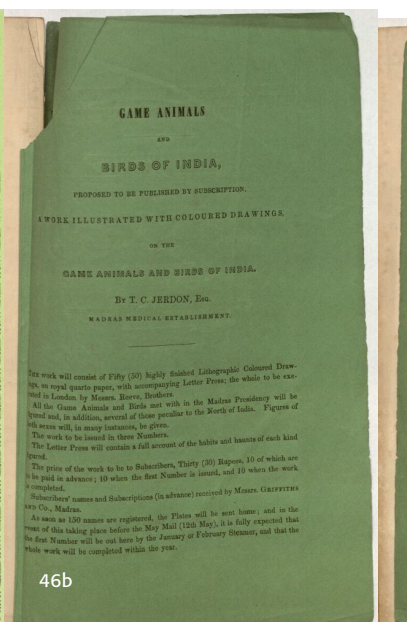 GAME ANIMALS
AND
BIRDS OF INDIA,
PROPOSED TO BE PUBLISHED BY SUBSCRIPTION,
A WORK ILLUSTRATED WITH COLOURED DRAWINGS,
ON THE
GAME ANIMALS AND BIRDS OF INDIA.
BY T. C. JERDON, ESQ.
MADRAS MEDICAL ESTABLISHMENT.
THE work will consist of Fifty (50) highly finished Lithographic Coloured Draw-
ngs, on royal quarto paper, with accompanying Letter Press; the whole to be exe-
uted in London by Messrs. Reeve, Brothers
All the Game Animals and Birds met with in the Madras Presidency will be
figured and, in addition, several of those peculiar to the North of India. Figures of
oth sexes will, in many instances, be given.
The work to be issued in three Numbers.
The Letter Press will contain a full account of the habits and haunts of each kind
figured.
The price of the work to be to Subscribers, Thirty (30) Rupees, 10 of which are
o be paid in advance; 10 when the first Number is issued, and 10 when the work
s completed.
Subscribers' names and Subscriptions (in advance) received by Messrs. GRIFFITHS
AND Co., Madras.
As soon as 150 names are registered, the Plates will be sent home; and in the
event of this taking place before the May Mail (12th May), it is fully expected that
the first Number will be out here by the January or February Steamer, and that the
whole work will be completed within the year.
46b